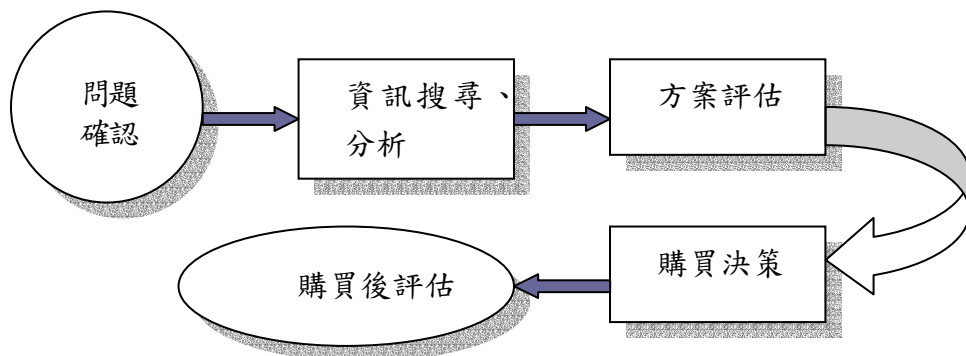 問題
確認
資訊搜尋、
分析
方案評估
購買決策
購買後評估